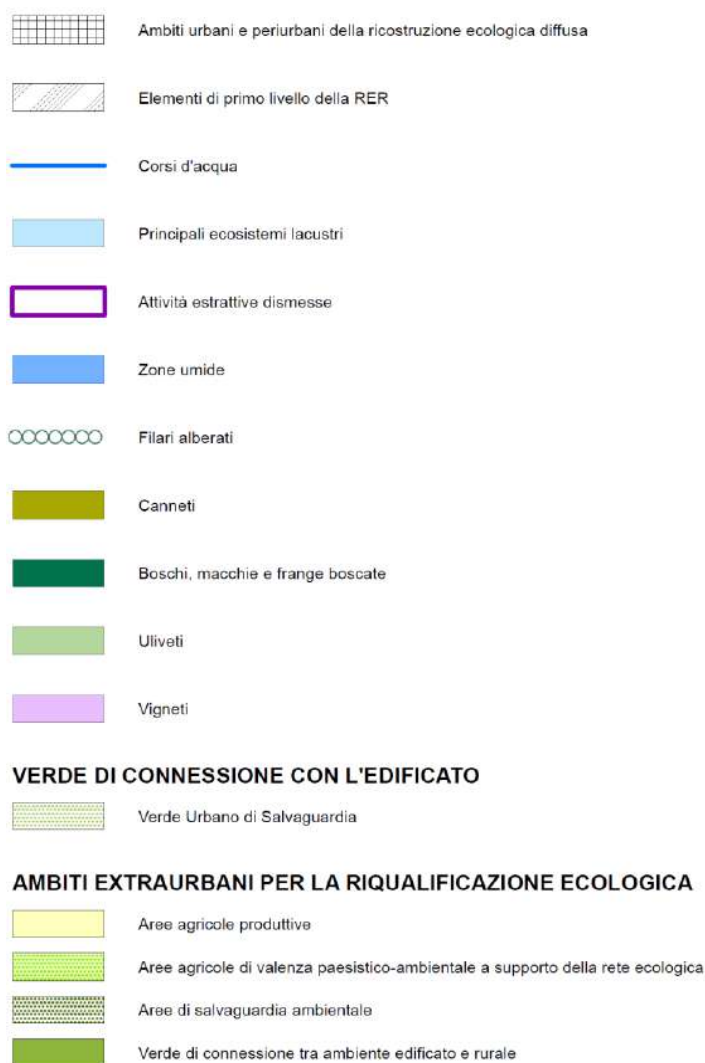 Ambiti urbani e periurbani della ricostruzione ecologica diffusa
Elementi di primo livello della RER
Corsi d'acqua
Principali ecosistemi lacustri
Attività estrattive dismesse
Zone umide
Filari alberati
Canneti
Boschi, macchie e frange boscate
Uliveti
Vigneti
VERDE DI CONNESSIONE CON L'EDIFICATO
Verde Urbano di Salvaguardia
AMBITI EXTRAURBANI PER LA RIQUALIFICAZIONE ECOLOGICA
Aree agricole produttive
Aree agricole di valenza paesistico-ambientale a supporto della rete ecologica
Aree di salvaguardia ambientale
Verde di connessione tra ambiente edificato e rurale